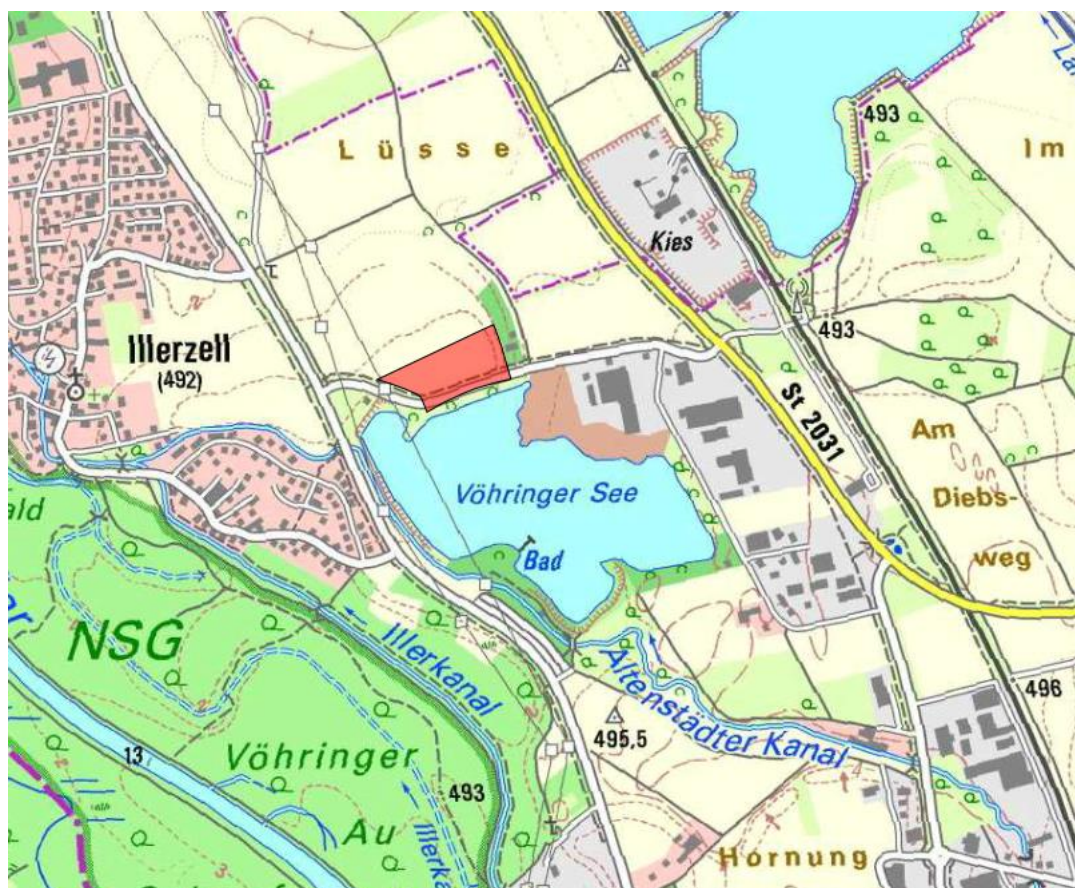 493
Lüsse
Im
Kies
493
Illerzell
(492)
St 2031
Am
Diebs-
weg
Vöhringer See
Bad
NSG
Illerkanal
Altenstädter Kanal
496
495,5
13
Vöhringer
Au
493
Hornung